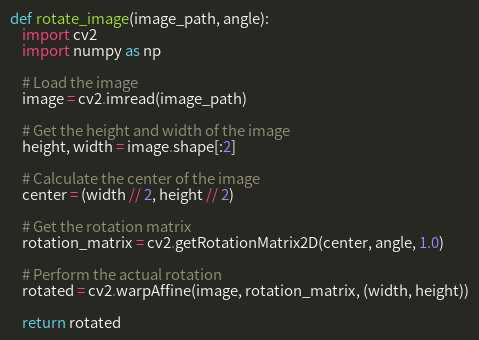 def rotate_image(image_path, angle):
    import cv2
    import numpy as np

    # Load the image
    image = cv2.imread(image_path)

    # Get the height and width of the image
    height, width = image.shape[:2]

    # Calculate the center of the image
    center = (width // 2, height // 2)

    # Get the rotation matrix
    rotation_matrix = cv2.getRotationMatrix2D(center, angle, 1.0)

    # Perform the actual rotation
    rotated = cv2.warpAffine(image, rotation_matrix, (width, height))

    return rotated